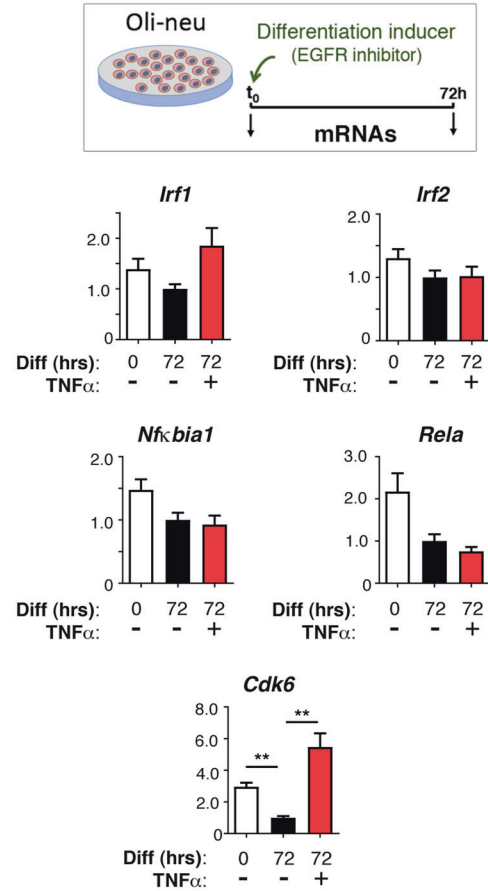 Oli-neu
Differentiation inducer
(EGFR inhibitor)
t0
72h
mRNAs
Irf1
2.0
1.0
0
Diff (hrs): 0 72 72
TNFα: - - +
Irf2
2.0
1.0
0
Diff (hrs): 0 72 72
TNFα: - - +
Nfκbia1
2.0
1.0
0
Diff (hrs): 0 72 72
TNFα: - - +
Rela
3.0
2.0
1.0
0
Diff (hrs): 0 72 72
TNFα: - - +
Cdk6
8.0
6.0
4.0
2.0
0
**
**
Diff (hrs): 0 72 72
TNFα: - - +